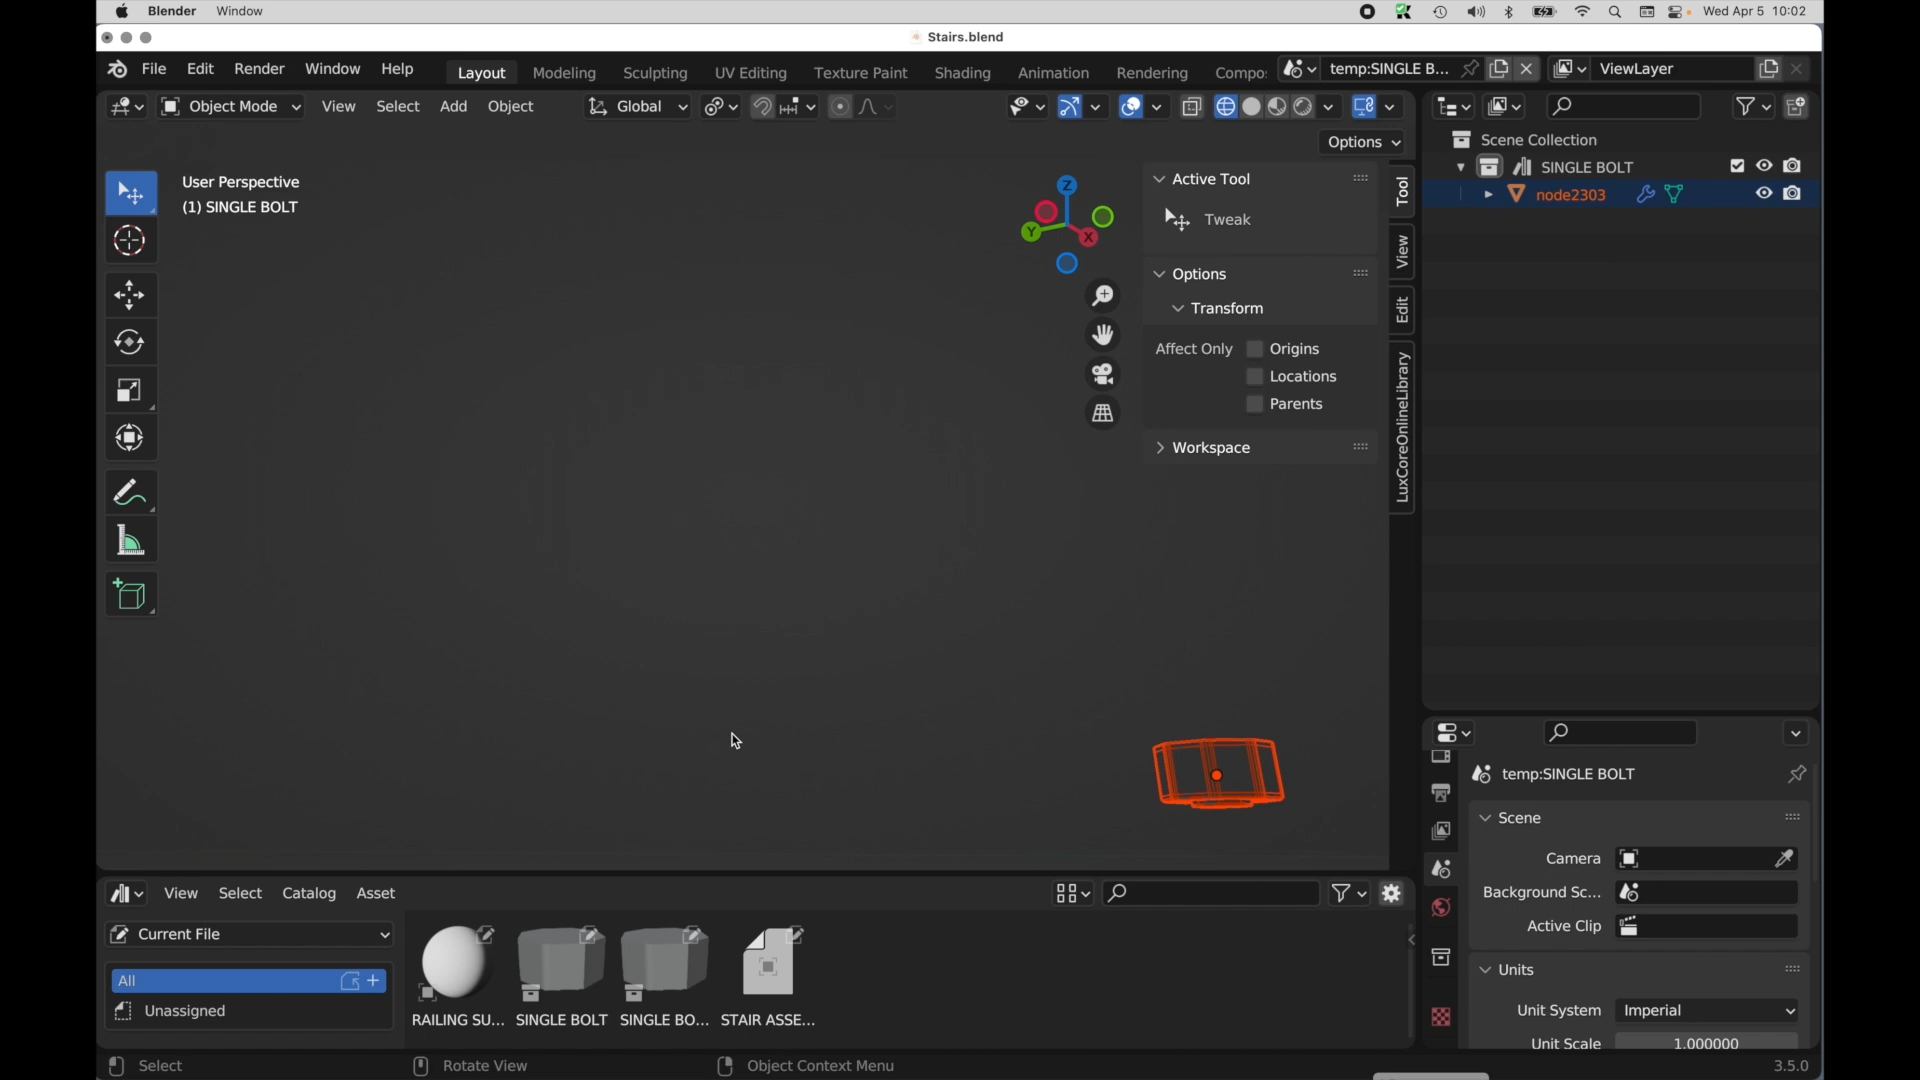 Blender Window Wed Apr 5 10:02
Stairs.blend
File Edit Render Window Help Layout Modeling Sculpting UV Editing Texture Paint Shading Animation Rendering Compo: temp:SINGLE B... ViewLayer
Object Mode View Select Add Object Global
Options
User Perspective
(1) SINGLE BOLT
Z
Y
X
Active Tool
Tweak
Options
Transform
Affect Only Origins
Locations
Parents
Workspace
Tool
View
Edit
LuxCoreOnlineLibrary
Scene Collection
SINGLE BOLT
node2303
temp:SINGLE BOLT
Scene
Camera
Background Sc...
Active Clip
Units
Unit System Imperial
Unit Scale 1.000000
View Select Catalog Asset
Current File
All
Unassigned
RAILING SU... SINGLE BOLT SINGLE BO... STAIR ASSE...
Select Rotate View Object Context Menu 3.5.0